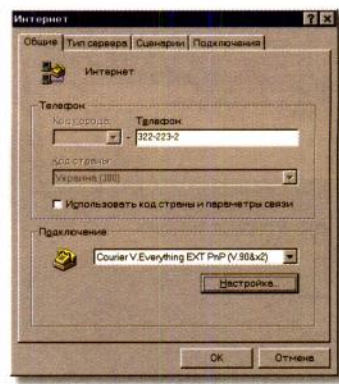 Интернет
Общие Тип сервера Сценарии Подключения
Интернет
Телефон
Код города: Телефон:
- 322-223-2
Код страны:
Украина (380)
Использовать код страны и параметры связи
Подключение
Courier V.Everything EXT PnP (V.90&x2)
Настройка...
OK Отмена